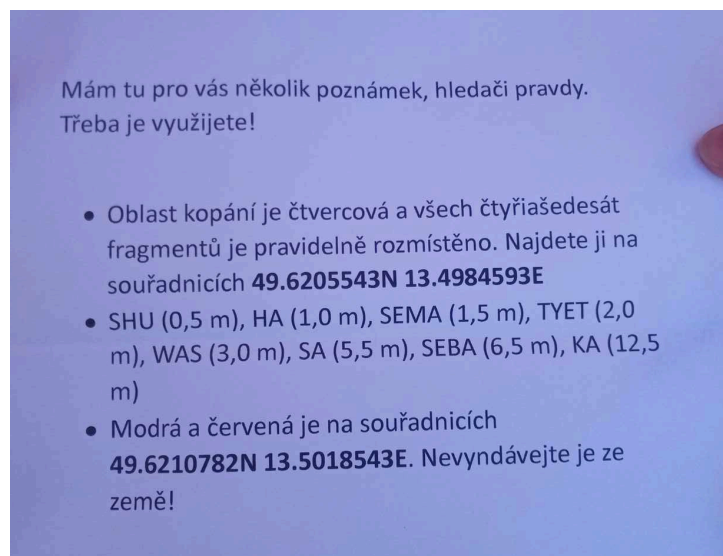 Mám tu pro vás několik poznámek, hledači pravdy.
Třeba je využijete!
• Oblast kopání je čtvercová a všech čtyřiašedesát
fragmentů je pravidelně rozmístěno. Najdete ji na
souřadnicích 49.6205543N 13.4984593E
• SHU (0,5 m), HA (1,0 m), SEMA (1,5 m), TYET (2,0
m), WAS (3,0 m), SA (5,5 m), SEBA (6,5 m), KA (12,5
m)
• Modrá a červená je na souřadnicích
49.6210782N 13.5018543E. Nevyndávejte je ze
země!